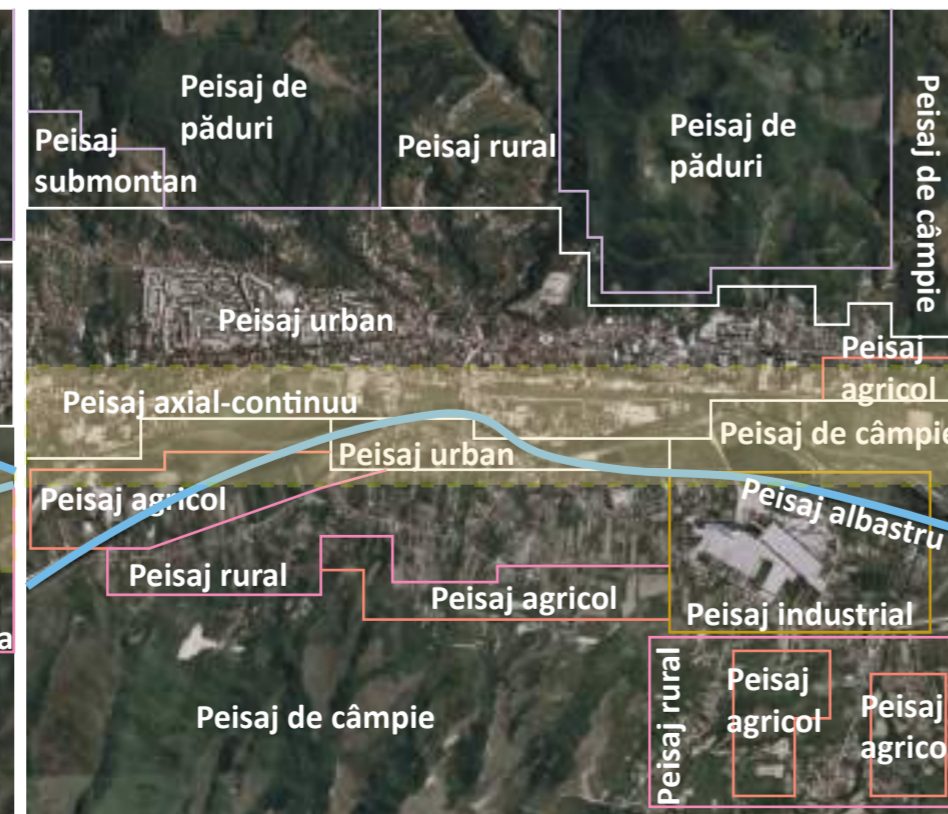 Peisaj de
păduri
Peisaj
submontan
Peisaj rural
Peisaj de
păduri
Peisaj de câmpie
Peisaj urban
Peisaj
agricol
Peisaj axial-continuu
Peisaj de câmpie
Peisaj urban
Peisaj agricol
Peisaj albastru
Peisaj rural
Peisaj agricol
Peisaj industrial
a
Peisaj rural
Peisaj
agricol
Peisaj
agrico
Peisaj de câmpie